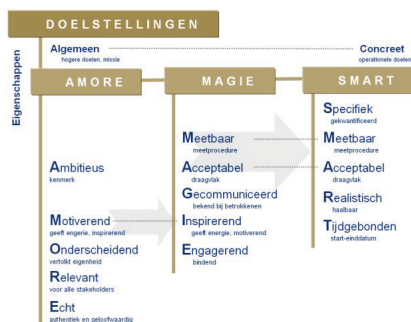 DOELSTELLINGEN
Eigenschappen
Algemeen
hogere doelen, missie
Concreet
operationele doelen
AMORE
MAGIE
SMART
Ambitieus
kenmerk
Motiverend
geeft engerie, inspirerend
Onderscheidend
vertolkt eigenheid
Relevant
voor alle stakeholders
Echt
authentiek en geloofwaardig
Meetbaar
meetprocedure
Acceptabel
draagvlak
Gecommuniceerd
bekend bij betrokkenen
Inspirerend
geeft energie, motiverend
Engagerend
bindend
Specifiek
gekwantificeerd
Meetbaar
meetprocedure
Acceptabel
draagvlak
Realistisch
haalbaar
Tijdgebonden
start-einddatum